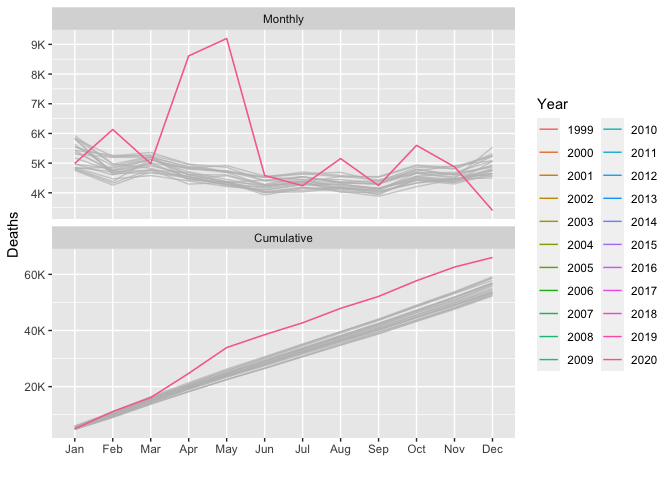 Monthly
9K
8K
7K
6K
5K
4K
Deaths
Cumulative
60K
40K
20K
Jan Feb Mar Apr May Jun Jul Aug Sep Oct Nov Dec
Year
1999 2010
2000 2011
2001 2012
2002 2013
2003 2014
2004 2015
2005 2016
2006 2017
2007 2018
2008 2019
2009 2020